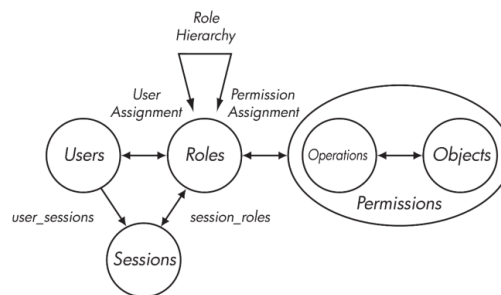 Role
Hierarchy
User
Assignment
Permission
Assignment
Users
Roles
Operations
Objects
Permissions
user_sessions
session_roles
Sessions